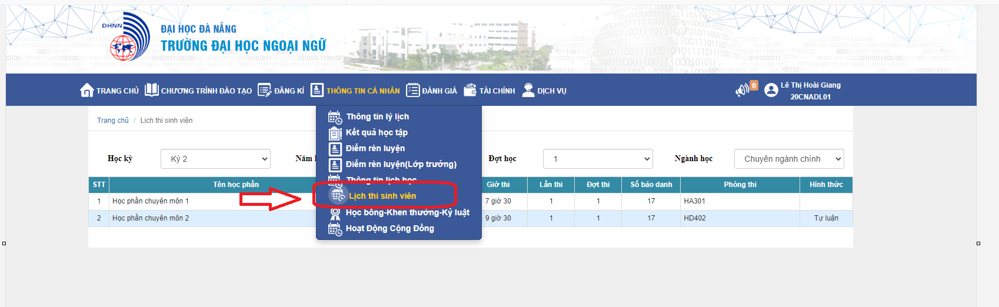 ĐHNN
ĐẠI HỌC ĐÀ NẴNG
TRƯỜNG ĐẠI HỌC NGOẠI NGỮ
TRANG CHỦ CHƯƠNG TRÌNH ĐÀO TẠO ĐĂNG KÍ THÔNG TIN CÁ NHÂN ĐÁNH GIÁ TÀI CHÍNH DỊCH VỤ 0 Lê Thị Hoài Giang
20CNADL01
Trang chủ / Lịch thi sinh viên
Thông tin lý lịch
Kết quả học tập
Điểm rèn luyện
Điểm rèn luyện(Lớp trưởng)
Thông tin lịch học
Lịch thi sinh viên
Học bổng-Khen thưởng-Kỷ luật
Hoạt Động Cộng Đồng
Học kỳ Kỳ 2 Năm Đợt học 1 Ngành học Chuyên ngành chính
STT Tên học phần Giờ thi Lần thi Đợt thi Số báo danh Phòng thi Hình thức
1 Học phần chuyên môn 1 7 giờ 30 1 1 17 HA301
2 Học phần chuyên môn 2 9 giờ 30 1 1 17 HD402 Tự luận